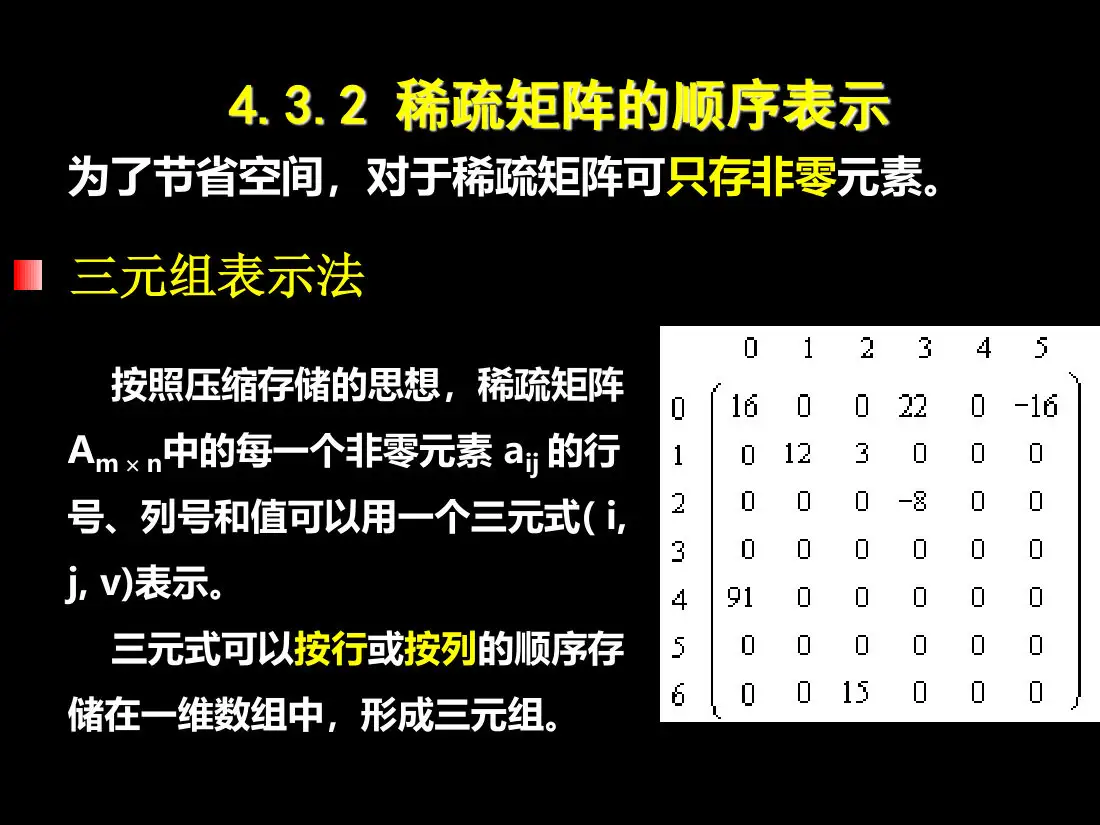 4.3.2 稀疏矩阵的顺序表示
为了节省空间，对于稀疏矩阵可只存非零元素。
三元组表示法
按照压缩存储的思想，稀疏矩阵
Am×n中的每一个非零元素 aij 的行
号、列号和值可以用一个三元式( i,
j, v)表示。
三元式可以按行或按列的顺序存
储在一维数组中，形成三元组。
0 1 2 3 4 5
0 16 0 0 22 0 -16
1 0 12 3 0 0 0
2 0 0 0 -8 0 0
3 0 0 0 0 0 0
4 91 0 0 0 0 0
5 0 0 0 0 0 0
6 0 0 15 0 0 0